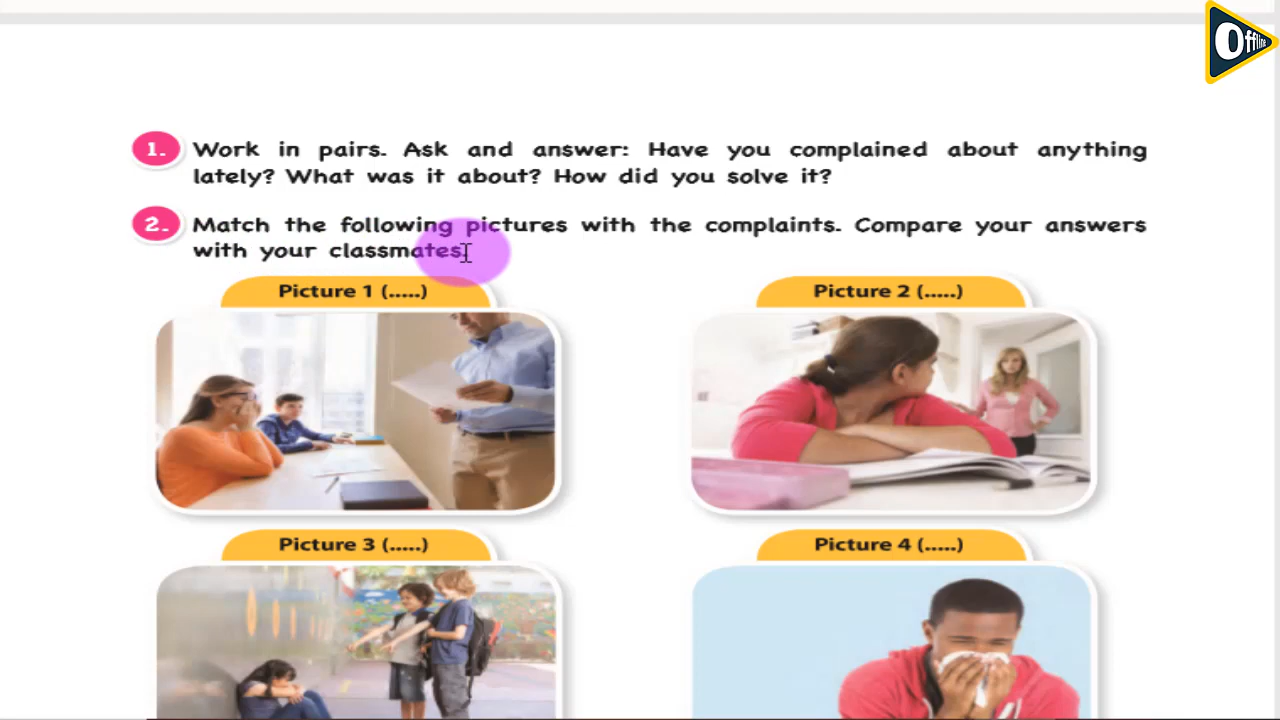 Offline
1. Work in pairs. Ask and answer: Have you complained about anything
lately? What was it about? How did you solve it?
2. Match the following pictures with the complaints. Compare your answers
with your classmates.
Picture 1 (.....)
Picture 2 (.....)
Picture 3 (.....)
Picture 4 (.....)